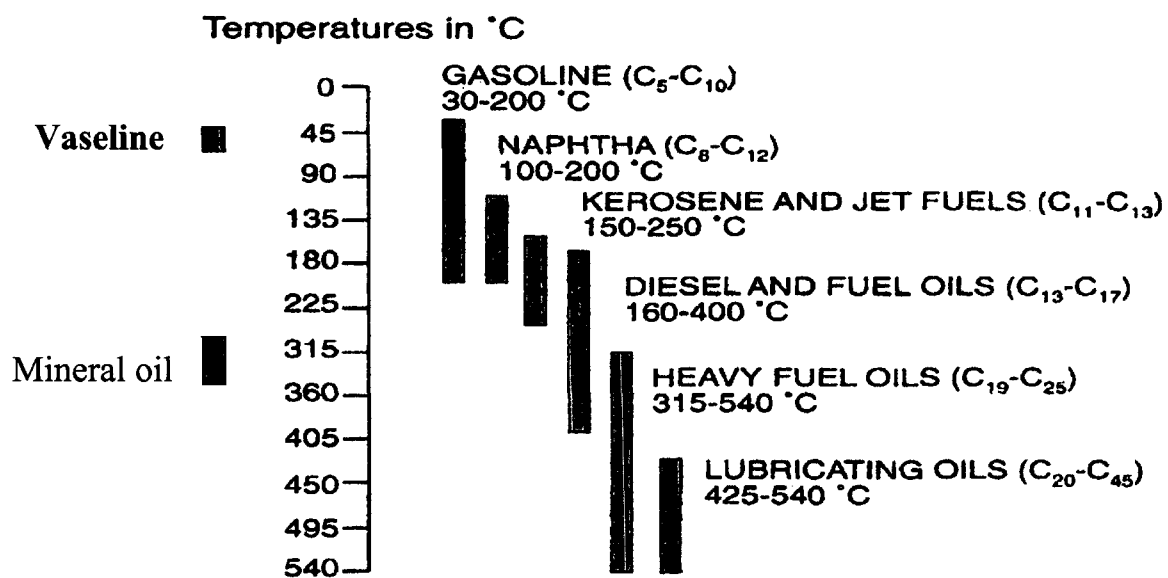 Temperatures in °C
0
45
90
135
180
225
315
360
405
450
495
540
Vaseline
Mineral oil
GASOLINE (C₅-C₁₀)
30-200 °C
NAPHTHA (C₈-C₁₂)
100-200 °C
KEROSENE AND JET FUELS (C₁₁-C₁₃)
150-250 °C
DIESEL AND FUEL OILS (C₁₃-C₁₇)
160-400 °C
HEAVY FUEL OILS (C₁₉-C₂₅)
315-540 °C
LUBRICATING OILS (C₂₀-C₄₅)
425-540 °C